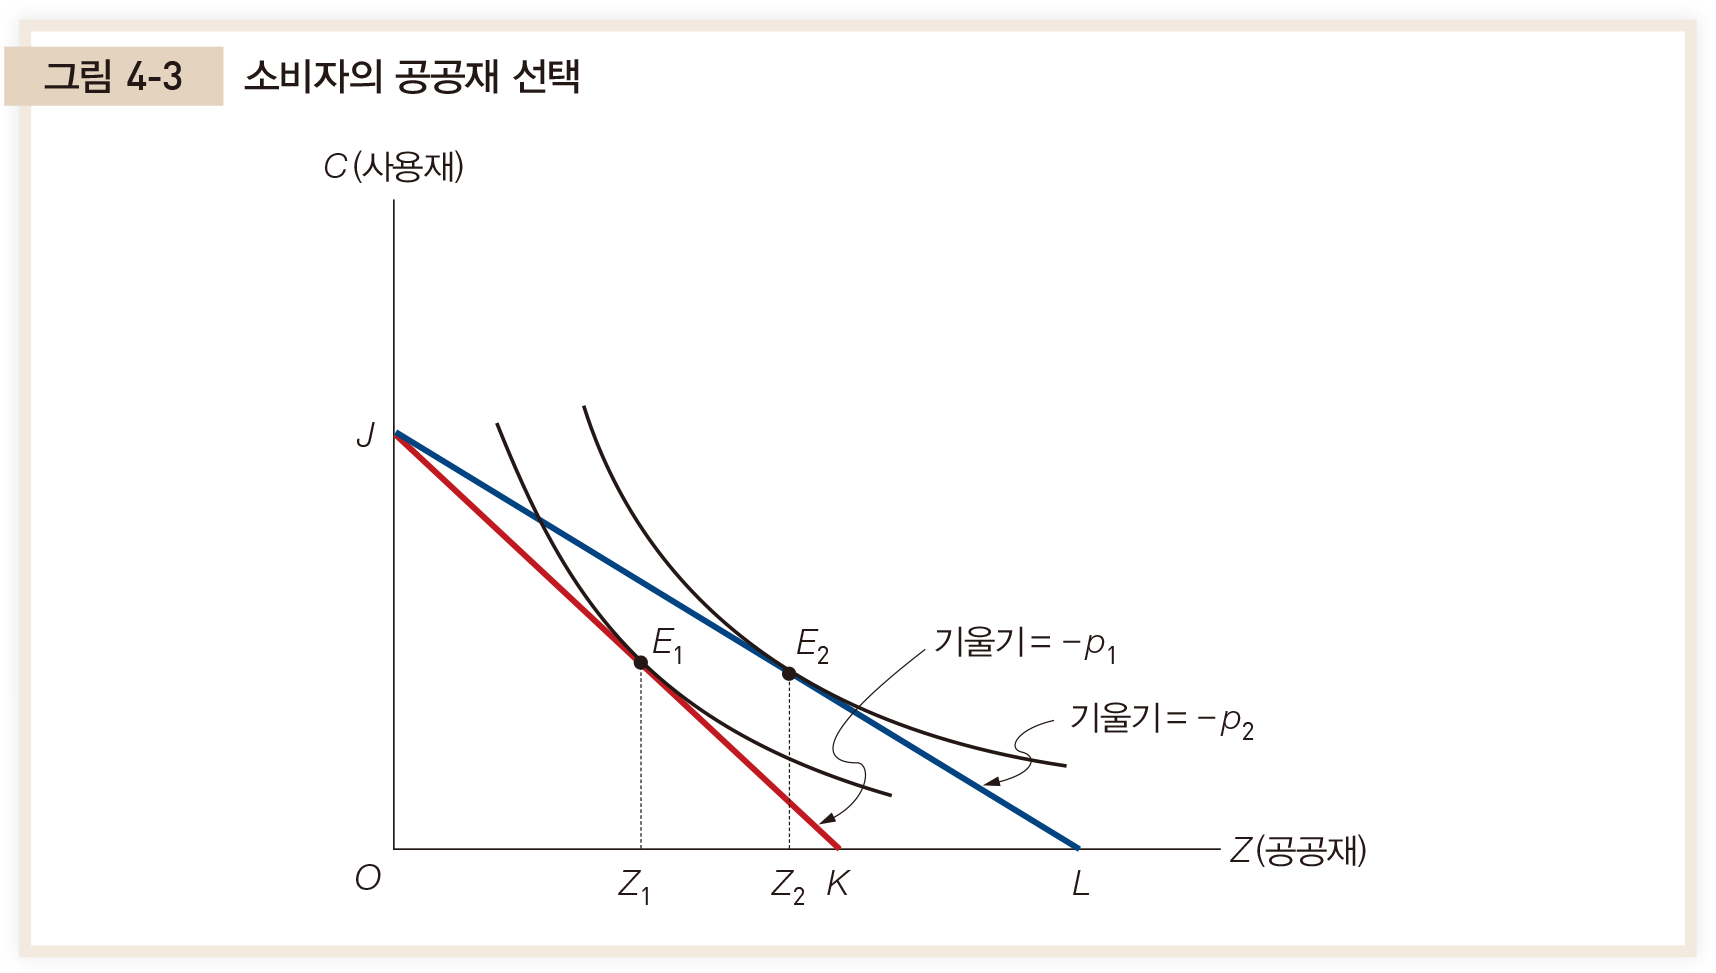 그림 4-3 소비자의 공공재 선택
C(사용재)
J
E₁
E₂
기울기=-p₁
기울기=-p₂
Z(공공재)
O
Z₁
Z₂
K
L